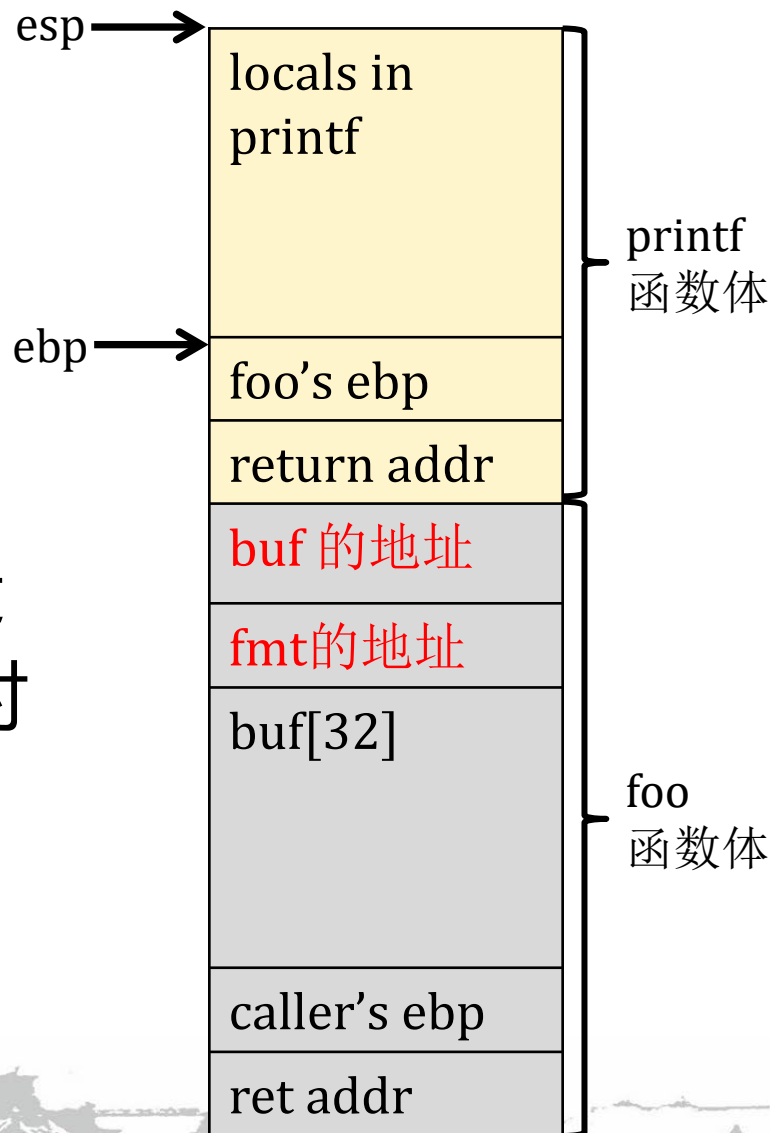 esp
locals in
printf
printf
函数体
ebp
foo’s ebp
return addr
buf 的地址
fmt的地址
时
buf[32]
foo
函数体
caller’s ebp
ret addr